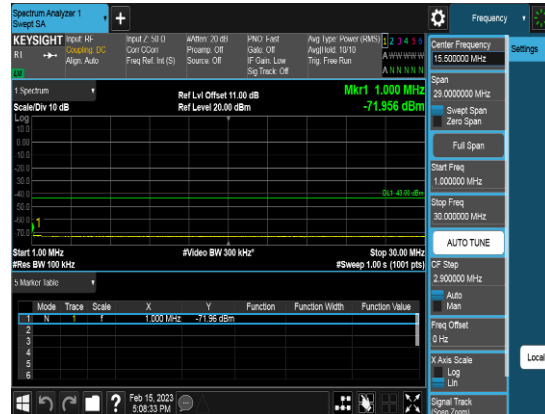 Spectrum Analyzer 1
Swept SA
Frequency
KEYSIGHT
R1
LXI
Input: RF
Coupling: DC
Align: Auto
Input Z: 50 Ω
Corr CCorr
Freq Ref: Int (S)
#Atten: 20 dB
Preamp: Off
Source: Off
PNO: Fast
Gate: Off
IF Gain: Low
Sig Track: Off
Avg Type: Power (RMS)
Avg|Hold: 10/10
Trig: Free Run
1 2 3 4 5 6
A W W W W W
A N N N N N
1 Spectrum
Scale/Div 10 dB
Ref Lvl Offset 11.00 dB
Ref Level 20.00 dBm
Mkr1 1.000 MHz
-71.956 dBm
Log
10.0
0.00
-10.0
-20.0
-30.0
-40.0
-50.0
-60.0
-70.0
DL1 -43.00 dBm
1
Start 1.00 MHz
#Res BW 100 kHz
#Video BW 300 kHz*
Stop 30.00 MHz
#Sweep 1.00 s (1001 pts)
5 Marker Table
Mode Trace Scale X Y Function Function Width Function Value
1 N 1 f 1.000 MHz -71.96 dBm
2
3
4
5
6
Center Frequency
15.500000 MHz
Settings
Span
29.0000000 MHz
Swept Span
Zero Span
Full Span
Start Freq
1.000000 MHz
Stop Freq
30.000000 MHz
AUTO TUNE
CF Step
2.900000 MHz
Auto
Man
Freq Offset
0 Hz
X Axis Scale
Log
Lin
Local
Signal Track
(Span Zoom)
Feb 15, 2023
5:08:33 PM